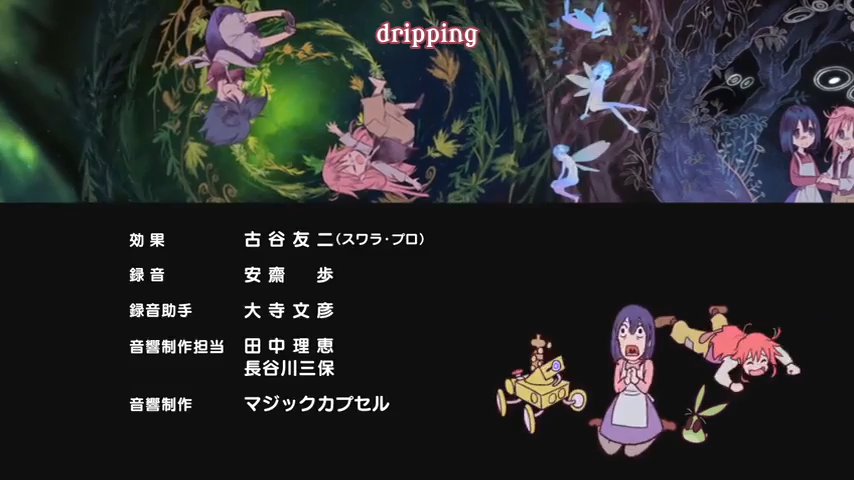 dripping
効果 古谷友二(スワラ・プロ)
録音 安齋 歩
録音助手 大寺文彦
音響制作担当 田中理恵
長谷川三保
音響制作 マジックカプセル